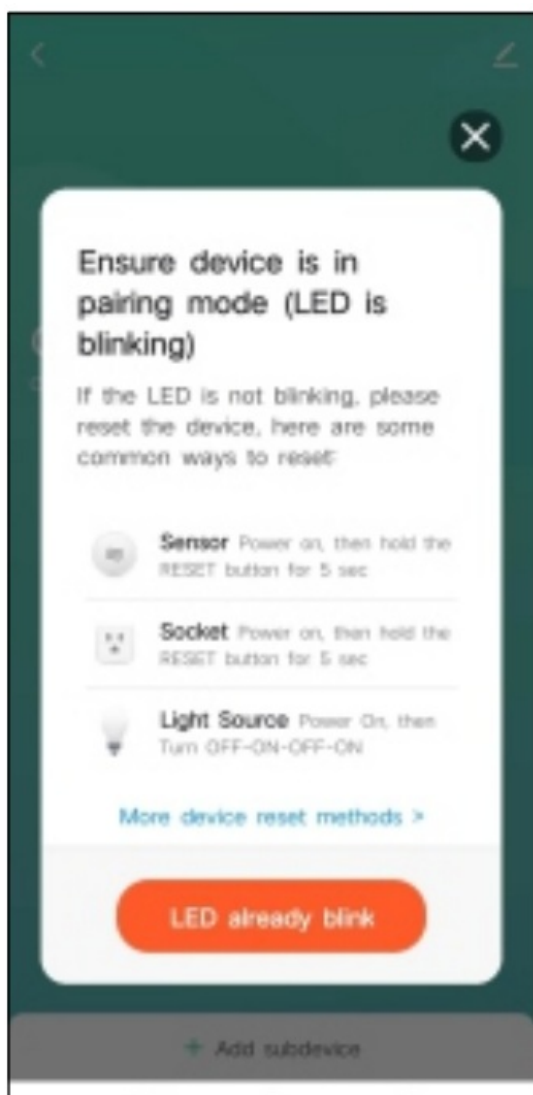 Ensure device is in
pairing mode (LED is
blinking)
If the LED is not blinking, please
reset the device, here are some
common ways to reset:
Sensor Power on, then hold the
RESET button for 5 sec
Socket Power on, then hold the
RESET button for 5 sec
Light Source Power On, then
Turn OFF-ON-OFF-ON
More device reset methods >
LED already blink
+ Add subdevice